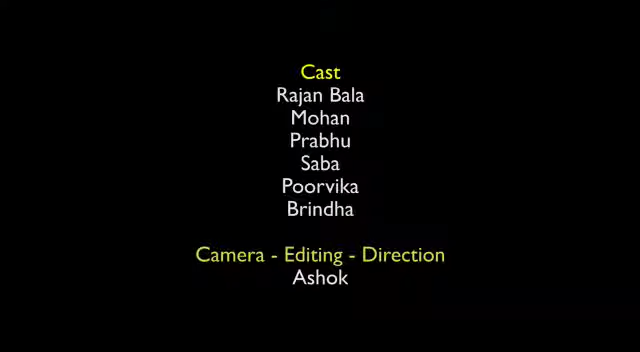 Cast
Rajan Bala
Mohan
Prabhu
Saba
Poorvika
Brindha
Camera - Editing - Direction
Ashok